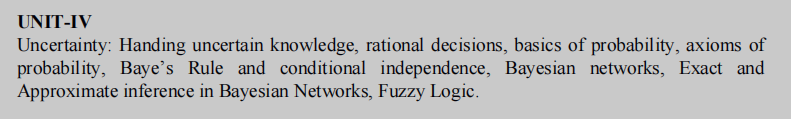 UNIT-IV
Uncertainty: Handing uncertain knowledge, rational decisions, basics of probability, axioms of
probability, Baye's Rule and conditional independence, Bayesian networks, Exact and
Approximate inference in Bayesian Networks, Fuzzy Logic.